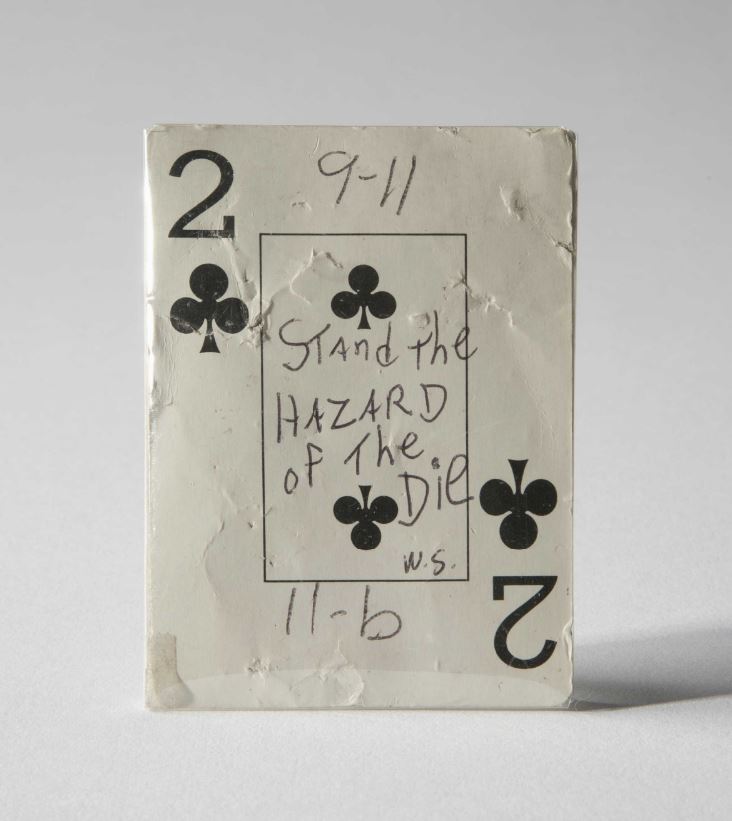 2
9-11
STAnd the
HAZARD
of The
DiE
W.S.
11-6
2